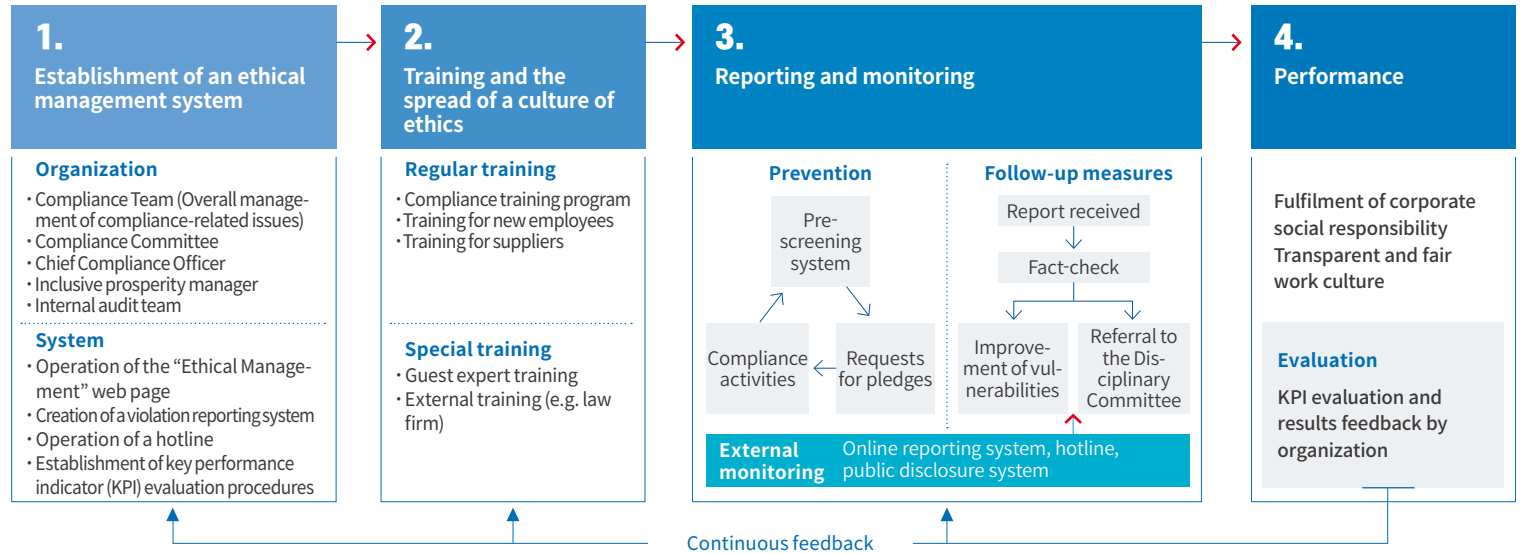 1.
Establishment of an ethical
management system
Organization
· Compliance Team (Overall manage-
ment of compliance-related issues)
· Compliance Committee
· Chief Compliance Officer
· Inclusive prosperity manager
· Internal audit team
System
· Operation of the “Ethical Manage-
ment” web page
· Creation of a violation reporting system
· Operation of a hotline
· Establishment of key performance
indicator (KPI) evaluation procedures
2.
Training and the
spread of a culture of
ethics
Regular training
· Compliance training program
· Training for new employees
· Training for suppliers
Special training
· Guest expert training
· External training (e.g. law
firm)
3.
Reporting and monitoring
Prevention
Pre-
screening
system
Compliance
activities
Requests
for pledges
Follow-up measures
Report received
Fact-check
Improve-
ment of vul-
nerabilities
Referral to
the Dis-
ciplinary
Committee
External
monitoring
Online reporting system, hotline,
public disclosure system
4.
Performance
Fulfilment of corporate
social responsibility
Transparent and fair
work culture
Evaluation
KPI evaluation and
results feedback by
organization
Continuous feedback